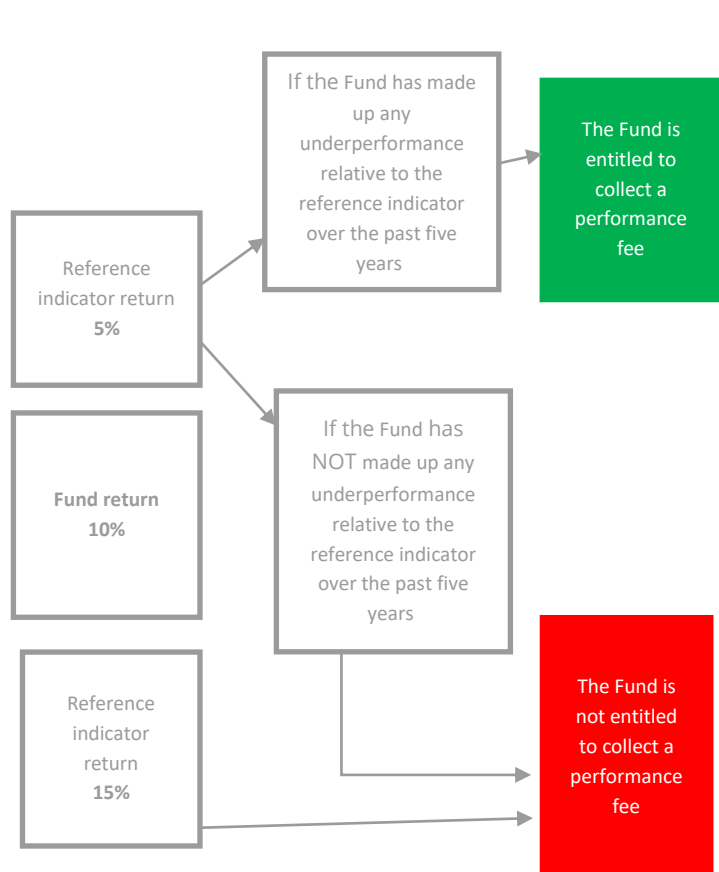 If the Fund has made
up any
underperformance
relative to the
reference indicator
over the past five
years
The Fund is
entitled to
collect a
performance
fee
Reference
indicator return
5%
Fund return
10%
If the Fund has
NOT made up any
underperformance
relative to the
reference indicator
over the past five
years
Reference
indicator
return
15%
The Fund is
not entitled
to collect a
performance
fee